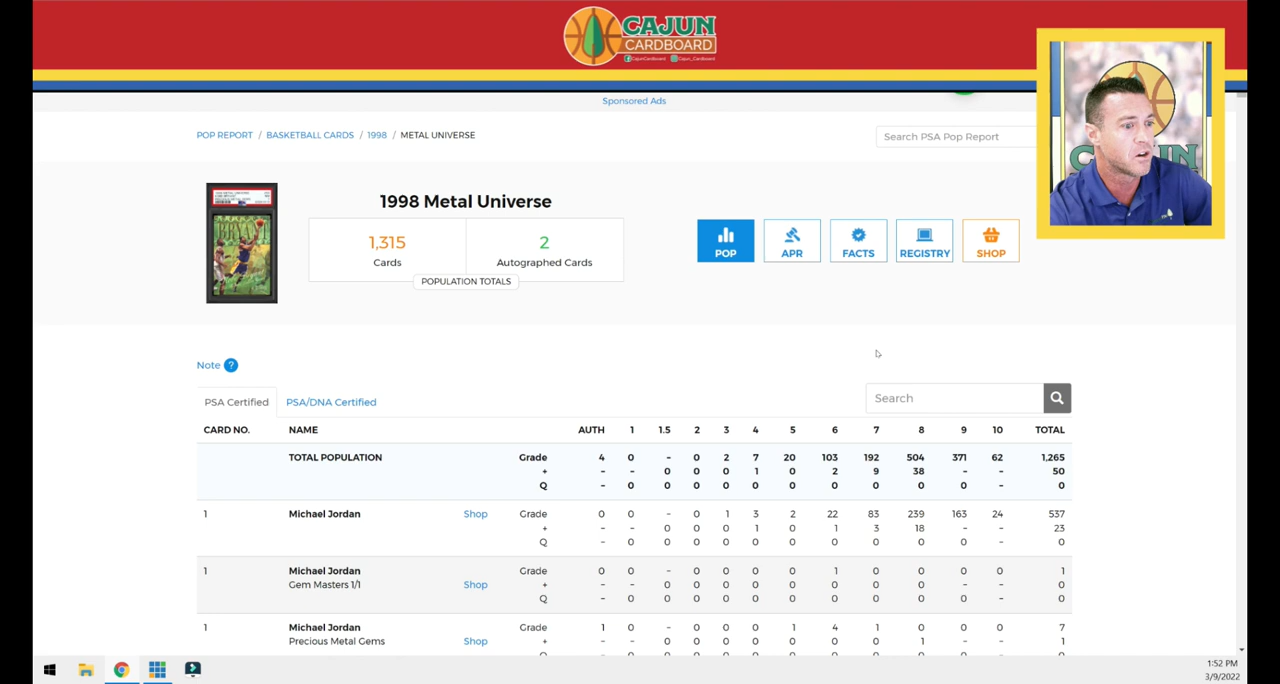 CAJUN
CARDBOARD
CajunCardboard Cajun_Cardboard
Sponsored Ads
POP REPORT / BASKETBALL CARDS / 1998 / METAL UNIVERSE
Search PSA Pop Report
1998 Metal Universe
1,315 2
Cards Autographed Cards
POPULATION TOTALS
POP APR FACTS REGISTRY SHOP
Note ?
PSA Certified PSA/DNA Certified
Search
CARD NO. NAME AUTH 1 1.5 2 3 4 5 6 7 8 9 10 TOTAL
TOTAL POPULATION Grade 4 0 - 0 2 7 20 103 192 504 371 62 1,265
+ - - 0 0 0 1 0 2 9 38 - - 50
Q - 0 0 0 0 0 0 0 0 0 0 - 0
1 Michael Jordan Shop Grade 0 0 - 0 1 3 2 22 83 239 163 24 537
+ - - 0 0 0 1 0 1 3 18 - - 23
Q - 0 0 0 0 0 0 0 0 0 0 - 0
1 Michael Jordan Grade 0 0 - 0 0 0 0 1 0 0 0 0 1
Gem Masters 1/1 Shop + - - 0 0 0 0 0 0 0 0 - - 0
Q - 0 0 0 0 0 0 0 0 0 0 - 0
1 Michael Jordan Grade 1 0 - 0 0 0 1 4 1 0 0 0 7
Precious Metal Gems Shop + - - 0 0 0 0 0 0 0 1 - - 1
1:52 PM
3/9/2022